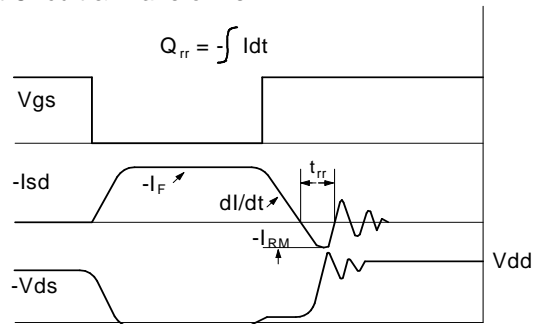 Q_rr = -∫ Idt
Vgs
t_rr
-Isd
-I_F
dI/dt
-I_RM
Vdd
-Vds